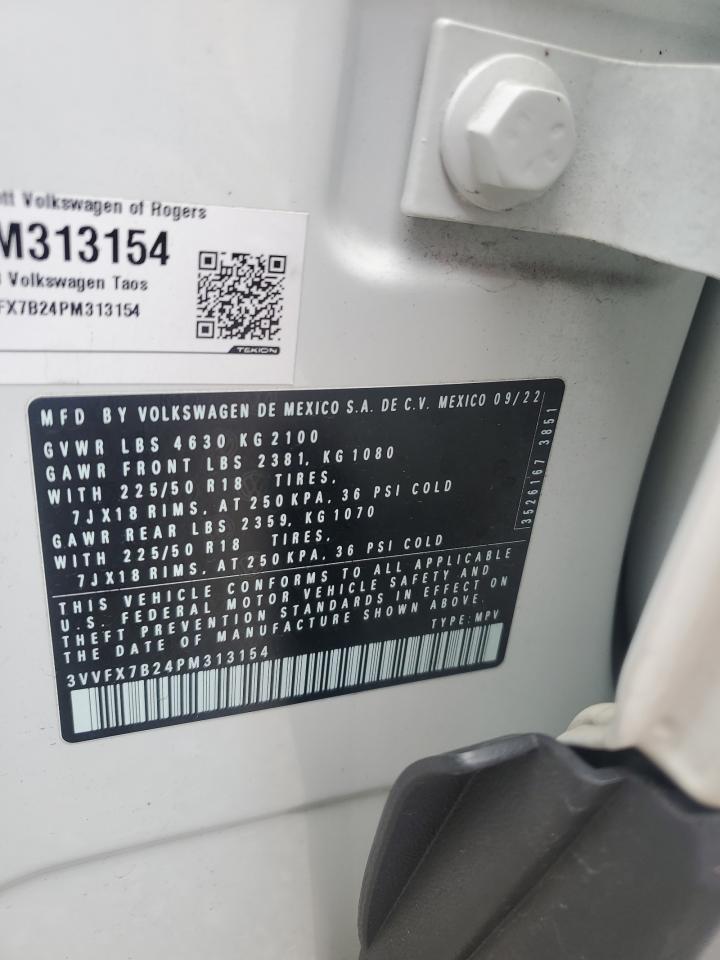 Volkswagen of Rogers
M313154
Volkswagen Taos
FX7B24PM313154
TEKION
MFD BY VOLKSWAGEN DE MEXICO S.A. DE C.V. MEXICO 09/22
GVWR LBS 4630 KG 2100
GAWR FRONT LBS 2381, KG 1080
WITH 225/50 R18 TIRES,
7JX18 RIMS, AT 250 KPA, 36 PSI COLD
GAWR REAR LBS 2359, KG 1070
WITH 225/50 R18 TIRES,
7JX18 RIMS, AT 250 KPA, 36 PSI COLD
THIS VEHICLE CONFORMS TO ALL APPLICABLE
U.S. FEDERAL MOTOR VEHICLE SAFETY AND
THEFT PREVENTION STANDARDS IN EFFECT ON
THE DATE OF MANUFACTURE SHOWN ABOVE.
TYPE: MPV
3VVFX7B24PM313154
3526167 3851